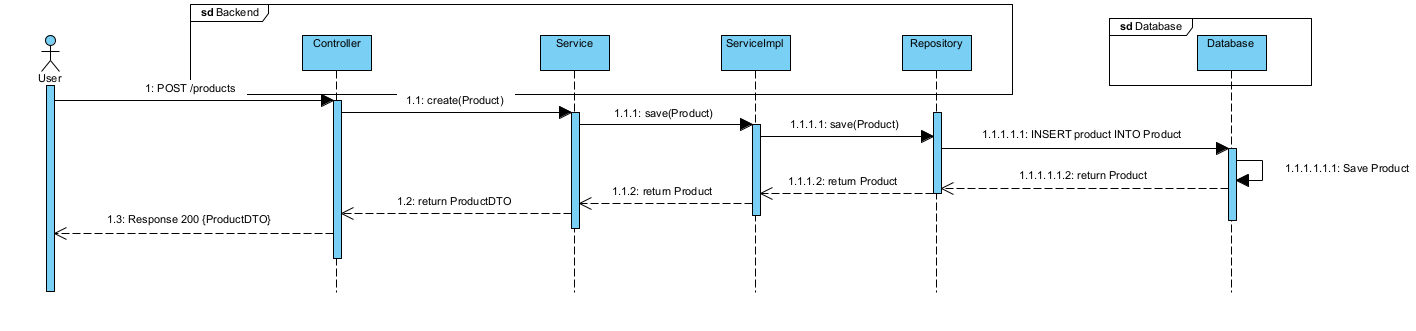 sd Backend
sd Database
Controller
Service
ServiceImpl
Repository
Database
User
1: POST /products
1.1: create(Product)
1.1.1: save(Product)
1.1.1.1: save(Product)
1.1.1.1.1: INSERT product INTO Product
1.1.1.1.1.1: Save Product
1.1.1.1.1.2: return Product
1.1.1.2: return Product
1.1.2: return Product
1.2: return ProductDTO
1.3: Response 200 {ProductDTO}